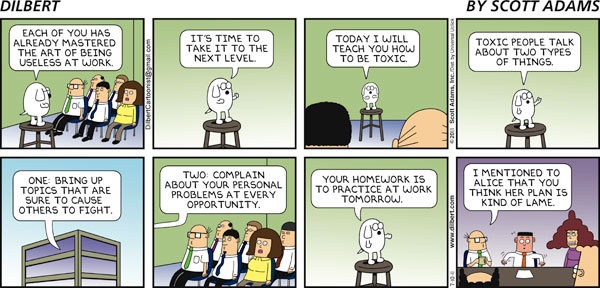 DILBERT
BY SCOTT ADAMS
EACH OF YOU HAS
ALREADY MASTERED
THE ART OF BEING
USELESS AT WORK.
DilbertCartoonist@gmail.com
IT'S TIME TO
TAKE IT TO THE
NEXT LEVEL.
TODAY I WILL
TEACH YOU HOW
TO BE TOXIC.
©2011 Scott Adams, Inc./Dist. by Universal Uclick
TOXIC PEOPLE TALK
ABOUT TWO TYPES
OF THINGS.
ONE: BRING UP
TOPICS THAT ARE
SURE TO CAUSE
OTHERS TO FIGHT.
TWO: COMPLAIN
ABOUT YOUR PERSONAL
PROBLEMS AT EVERY
OPPORTUNITY.
YOUR HOMEWORK IS
TO PRACTICE AT WORK
TOMORROW.
www.dilbert.com
I MENTIONED TO
ALICE THAT YOU
THINK HER PLAN IS
KIND OF LAME.